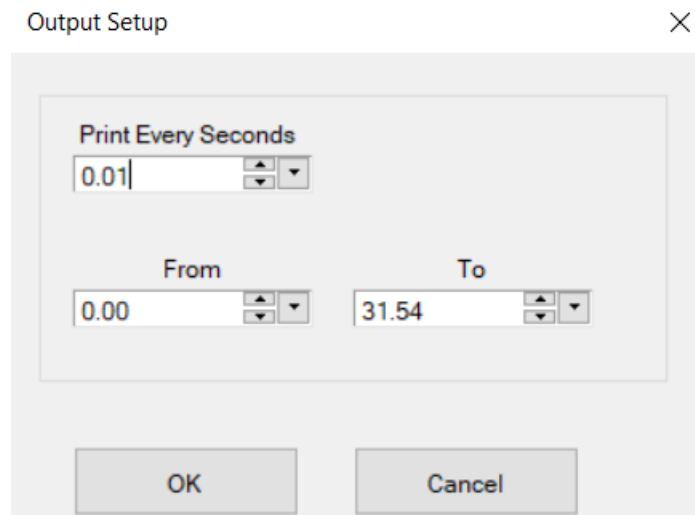 Output Setup
Print Every Seconds
0.01
From To
0.00 31.54
OK Cancel